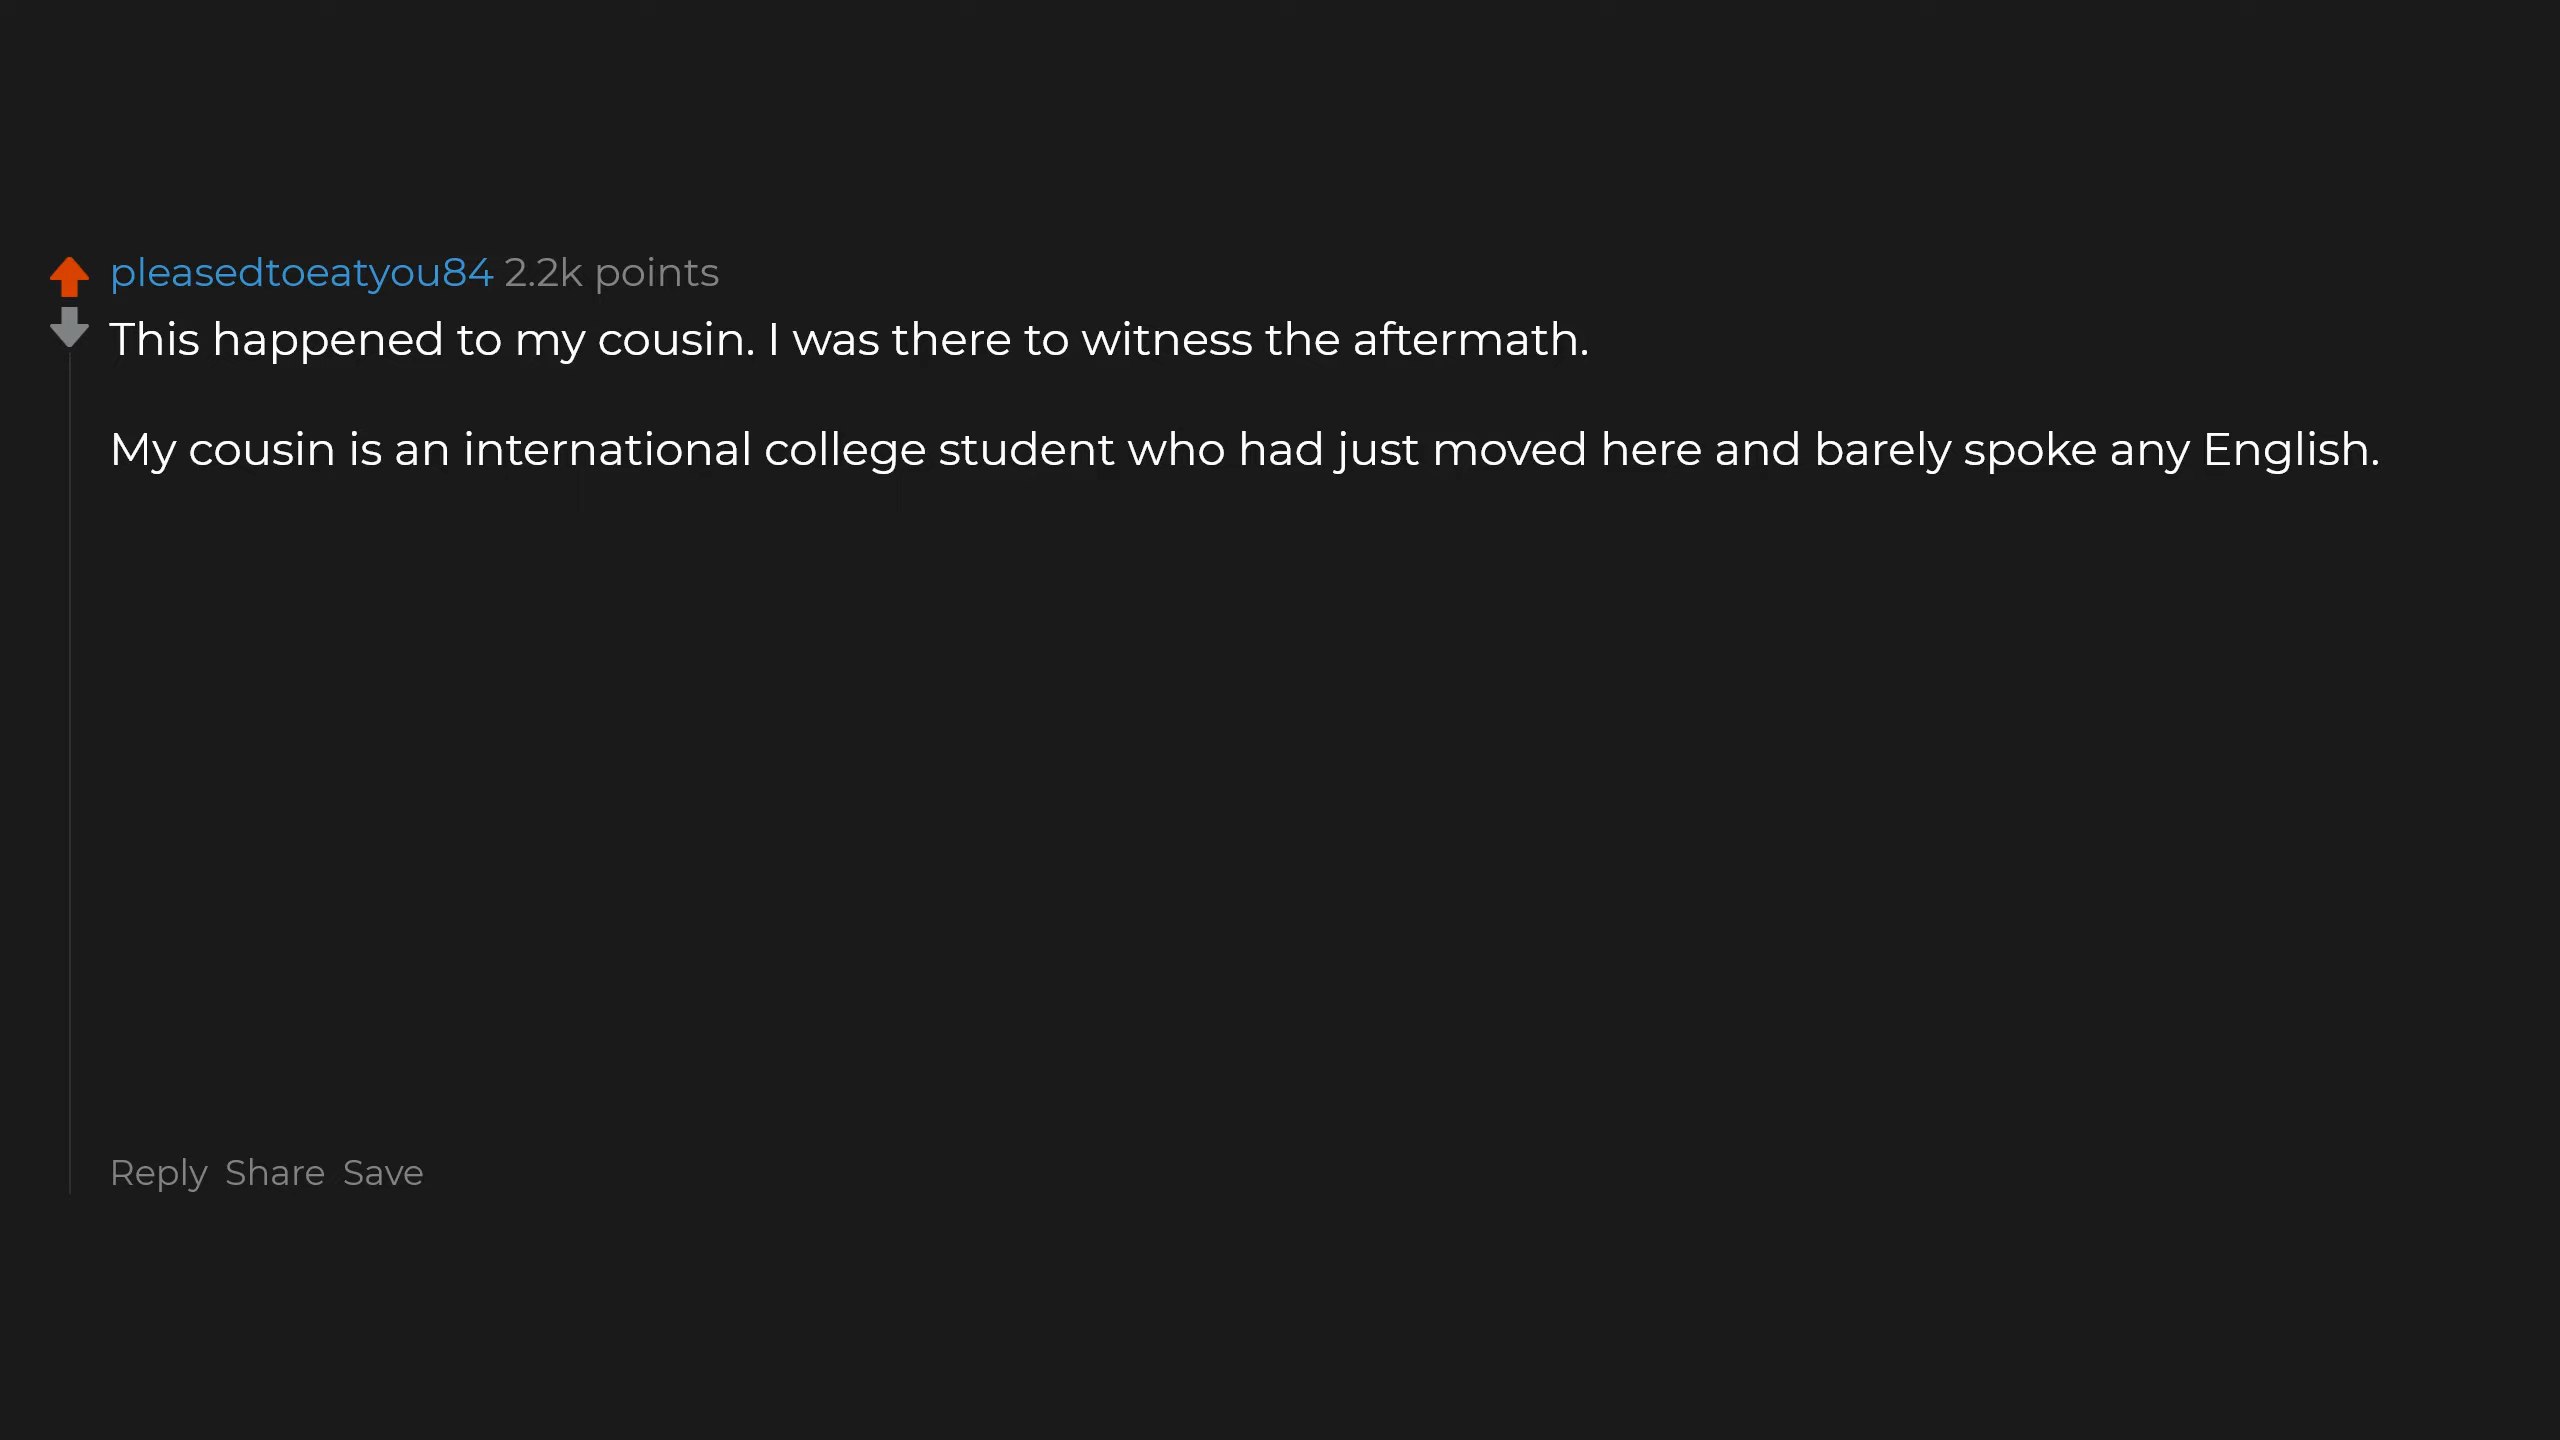 pleasedtoeatyou84 2.2k points
This happened to my cousin. I was there to witness the aftermath.
My cousin is an international college student who had just moved here and barely spoke any English.
Reply Share Save